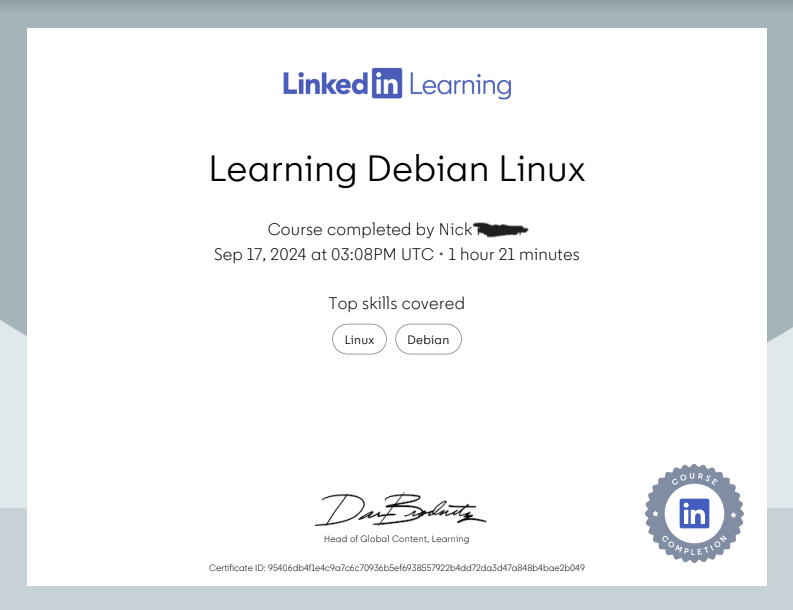 Linked in Learning
Learning Debian Linux
Course completed by Nick
Sep 17, 2024 at 03:08PM UTC • 1 hour 21 minutes
Top skills covered
Linux Debian
Head of Global Content, Learning
COURSE
in
COMPLETION
Certificate ID: 95406db4f1e4c9a7c6c70936b5ef6938557922b4dd72da3d47a848b4bae2b049